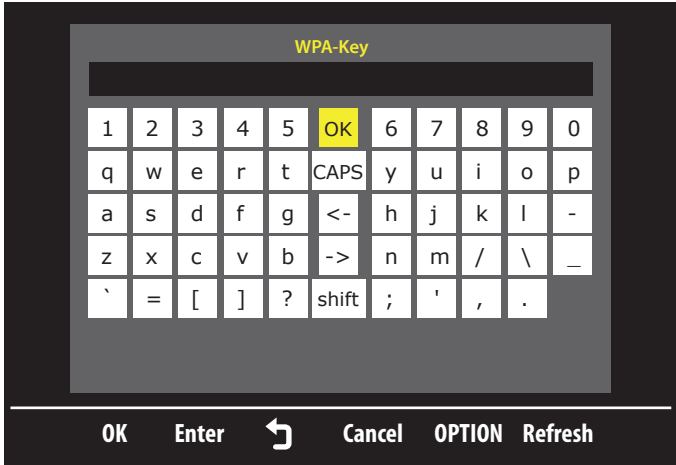 WPA-Key
1 2 3 4 5 OK 6 7 8 9 0
q w e r t CAPS y u i o p
a s d f g <- h j k l -
z x c v b -> n m / \ _
` = [ ] ? shift ; ' , .
OK Enter Cancel OPTION Refresh